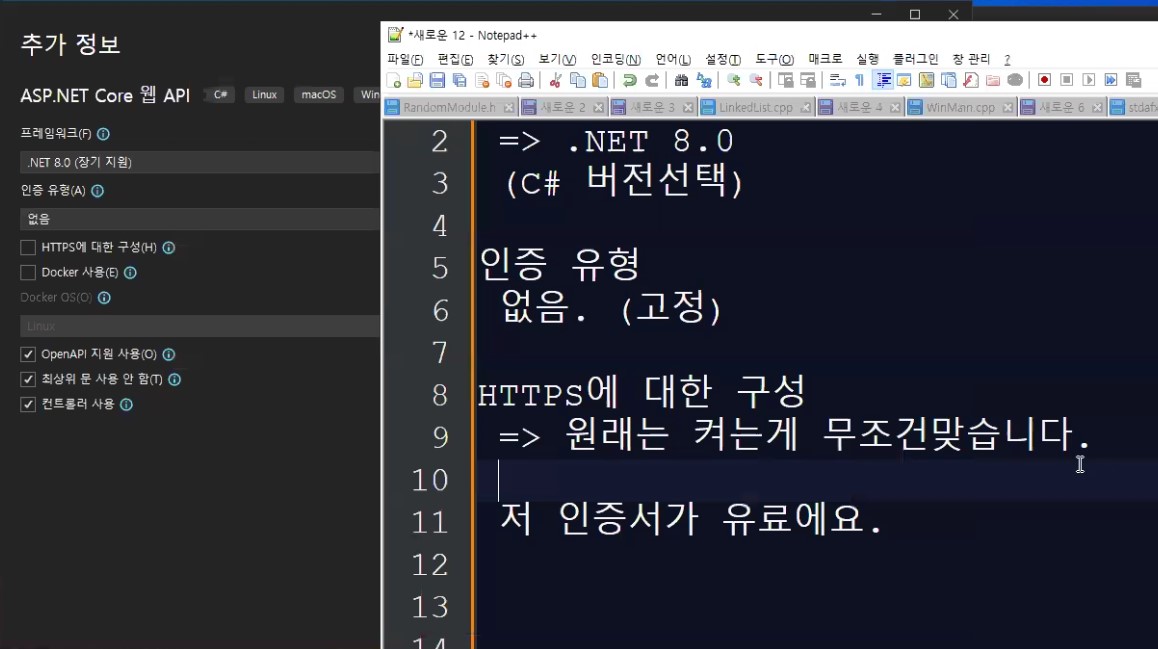 추가 정보
ASP.NET Core 웹 API C# Linux macOS Win
프레임워크(F)
.NET 8.0 (장기 지원)
인증 유형(A)
없음
HTTPS에 대한 구성(H)
Docker 사용(E)
Docker OS(O)
Linux
OpenAPI 지원 사용(O)
최상위 문 사용 안 함(T)
컨트롤러 사용
*새로운 12 - Notepad++
파일(F) 편집(E) 찾기(S) 보기(V) 인코딩(N) 언어(L) 설정(T) 도구(O) 매크로 실행 플러그인 창 관리 ?
RandomModule.h 새로운 2 새로운 3 LinkedList.cpp 새로운 4 WinMain.cpp 새로운 6 stdafx
2 => .NET 8.0
3 (C# 버전선택)
4
5 인증 유형
6 없음. (고정)
7
8 HTTPS에 대한 구성
9 => 원래는 켜는게 무조건맞습니다.
10
11 저 인증서가 유료에요.
12
13
14